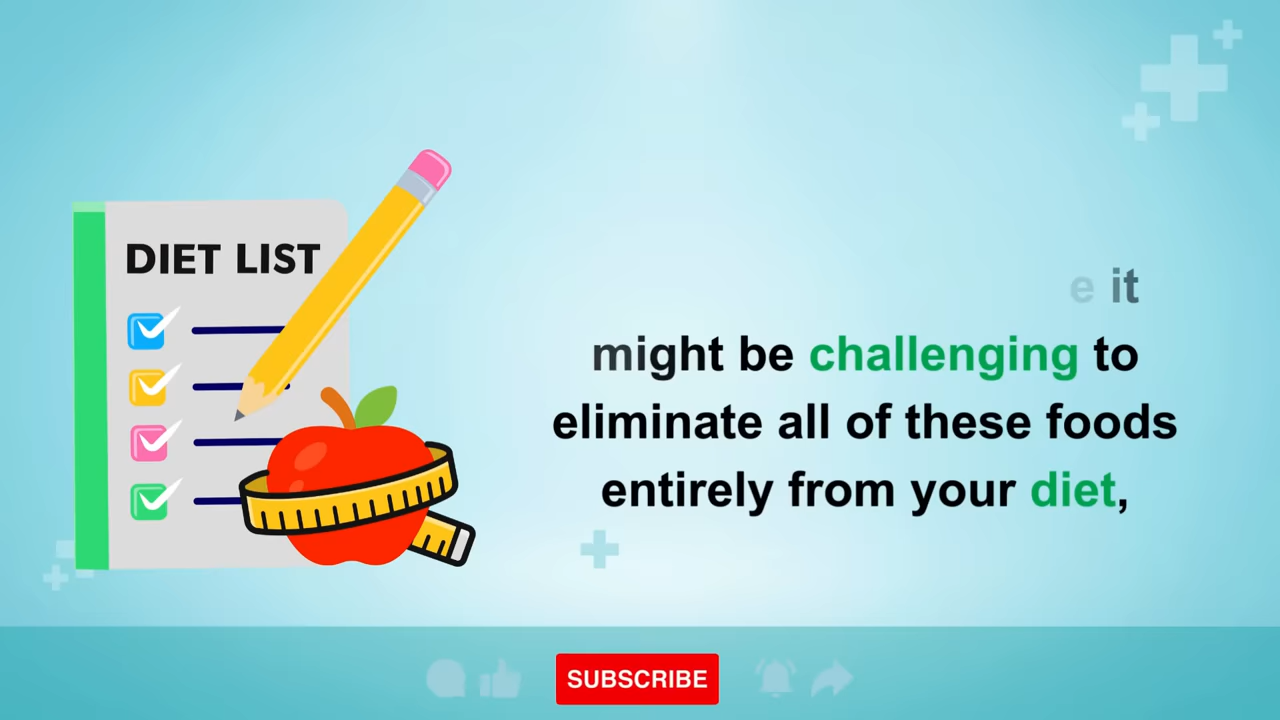 DIET LIST
it
might be challenging to
eliminate all of these foods
entirely from your diet,
SUBSCRIBE